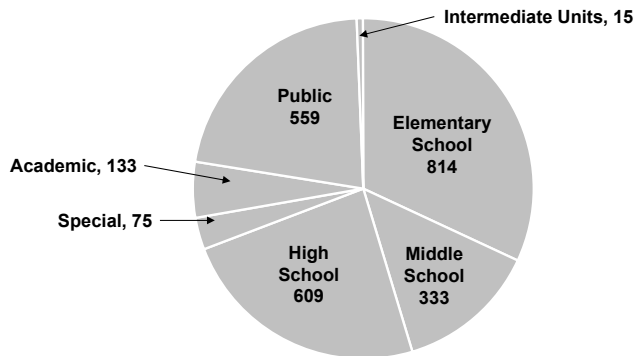 Intermediate Units, 15
Public
559
Elementary
School
814
Academic, 133
Special, 75
High
School
609
Middle
School
333